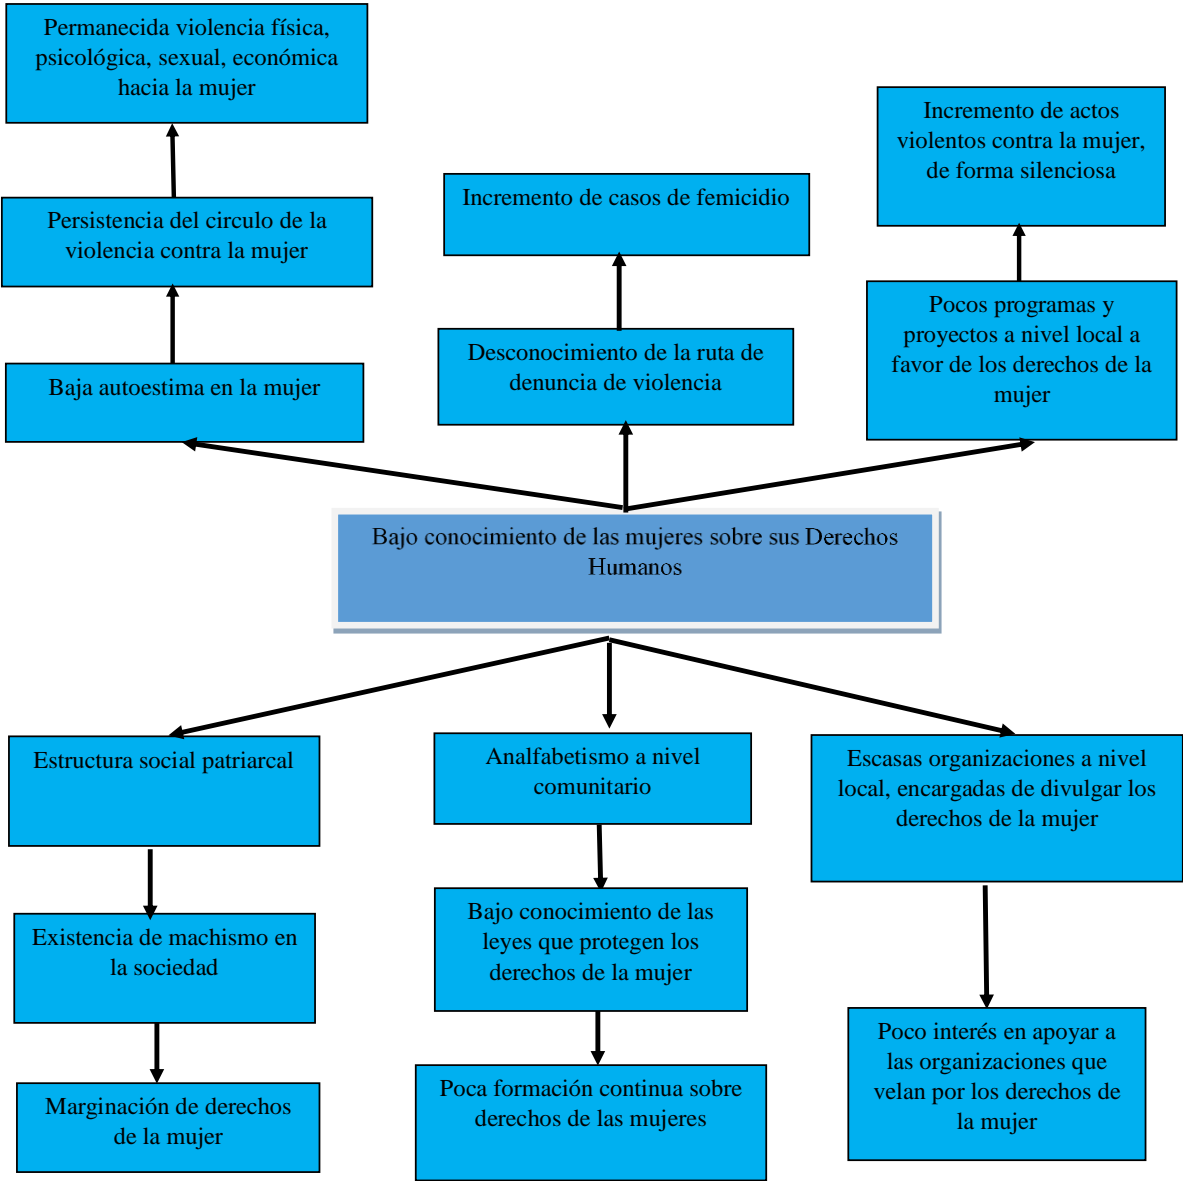 Permanecida violencia física,
psicológica, sexual, económica
hacia la mujer
Incremento de actos
violentos contra la mujer,
de forma silenciosa
Persistencia del circulo de la
violencia contra la mujer
Incremento de casos de femicidio
Pocos programas y
proyectos a nivel local a
favor de los derechos de la
mujer
Baja autoestima en la mujer
Desconocimiento de la ruta de
denuncia de violencia
Bajo conocimiento de las mujeres sobre sus Derechos
Humanos
Estructura social patriarcal
Analfabetismo a nivel
comunitario
Escasas organizaciones a nivel
local, encargadas de divulgar los
derechos de la mujer
Existencia de machismo en
la sociedad
Bajo conocimiento de las
leyes que protegen los
derechos de la mujer
Marginación de derechos
de la mujer
Poca formación continua sobre
derechos de las mujeres
Poco interés en apoyar a
las organizaciones que
velan por los derechos de
la mujer